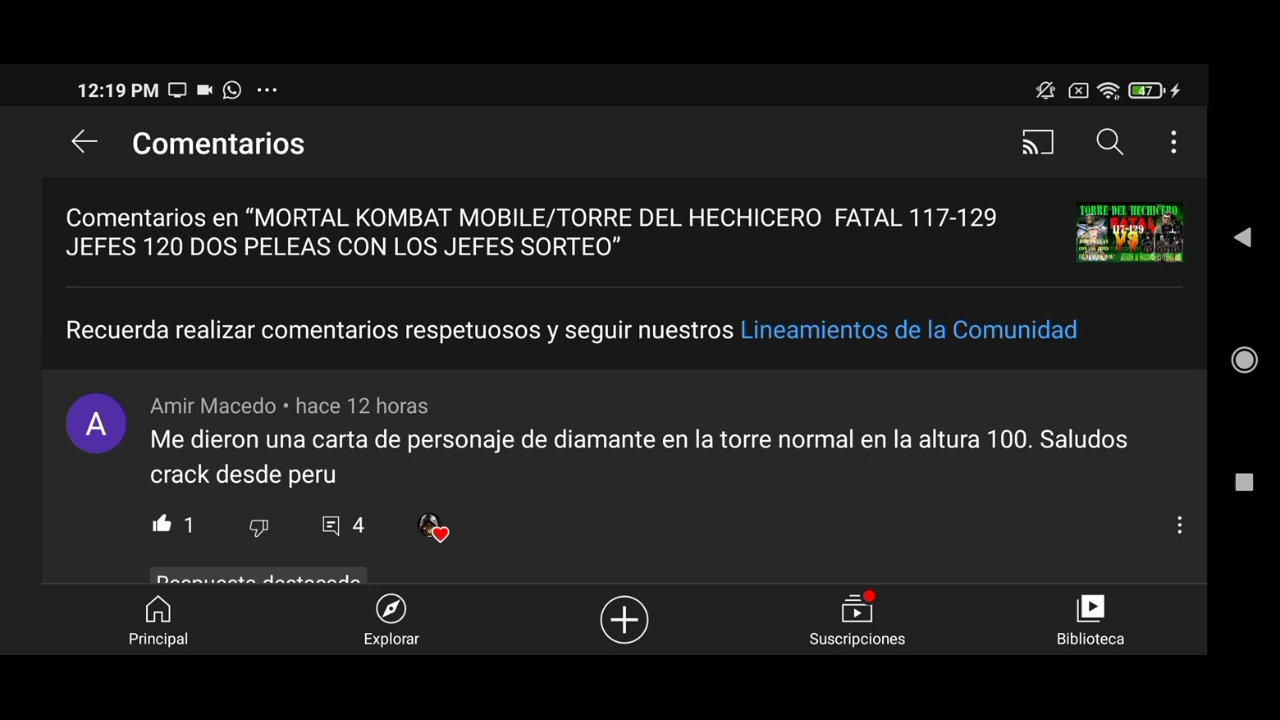 12:19 PM
47
Comentarios
Comentarios en “MORTAL KOMBAT MOBILE/TORRE DEL HECHICERO FATAL 117-129
JEFES 120 DOS PELEAS CON LOS JEFES SORTEO”
TORRE DEL HECHICERO
FATAL
117-129
Recuerda realizar comentarios respetuosos y seguir nuestros Lineamientos de la Comunidad
A
Amir Macedo • hace 12 horas
Me dieron una carta de personaje de diamante en la torre normal en la altura 100. Saludos
crack desde peru
1
4
Respuesta destacada
Principal
Explorar
Suscripciones
Biblioteca